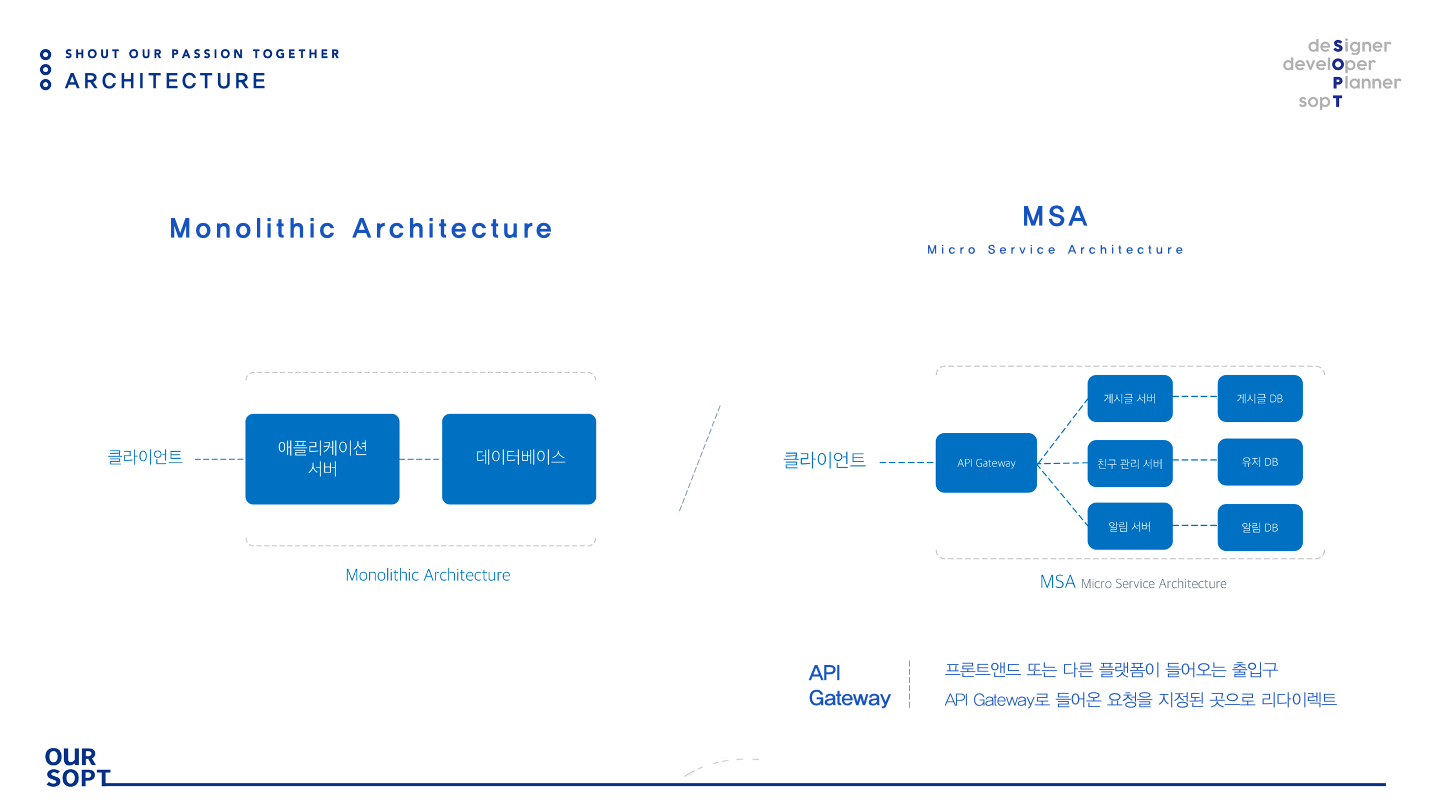 SHOUT OUR PASSION TOGETHER
ARCHITECTURE
deSigner
develOper
Planner
sopT
Monolithic Architecture
클라이언트
애플리케이션
서버
데이터베이스
Monolithic Architecture
MSA
Micro Service Architecture
클라이언트
API Gateway
게시글 서버
게시글 DB
친구 관리 서버
유저 DB
알림 서버
알림 DB
MSA Micro Service Architecture
API
Gateway
프론트앤드 또는 다른 플랫폼이 들어오는 출입구
API Gateway로 들어온 요청을 지정된 곳으로 리다이렉트
OUR
SOPT